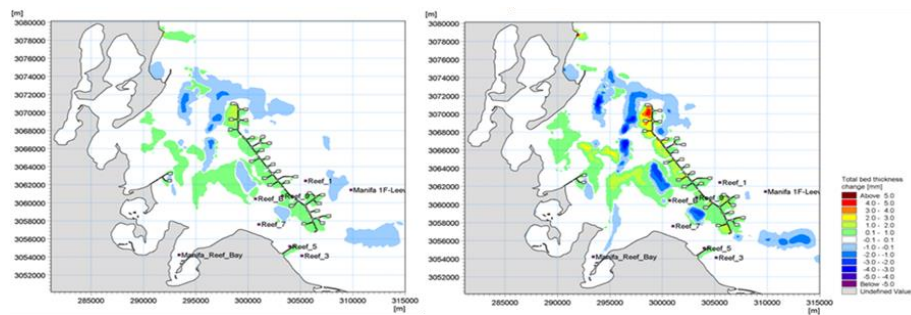 [m]
3080000
3078000
3076000
3074000
3072000
3070000
3068000
3066000
3064000
3062000
3060000
3058000
3056000
3054000
3052000
Reef_1
Manifa 1F-Lee
Reef_6
Reef_7
Reef_5
Manifa_Reef_Bay
Reef_3
285000 290000 295000 300000 305000 310000 315000
[m]
[m]
3080000
3078000
3076000
3074000
3072000
3070000
3068000
3066000
3064000
3062000
3060000
3058000
3056000
3054000
3052000
Reef_1
Manifa 1F-Lee
Reef_5
Manifa_Reef_Bay
Reef_3
285000 290000 295000 300000 305000 310000 315000
[m]
Total bed thickness
change [mm]
Above 5.0
4.0 - 5.0
3.0 - 4.0
2.0 - 3.0
1.0 - 2.0
0.1 - 1.0
-0.1 - 0.1
-1.0 - -0.1
-2.0 - -1.0
-3.0 - -2.0
-4.0 - -3.0
-5.0 - -4.0
Below -5.0
Undefined Value